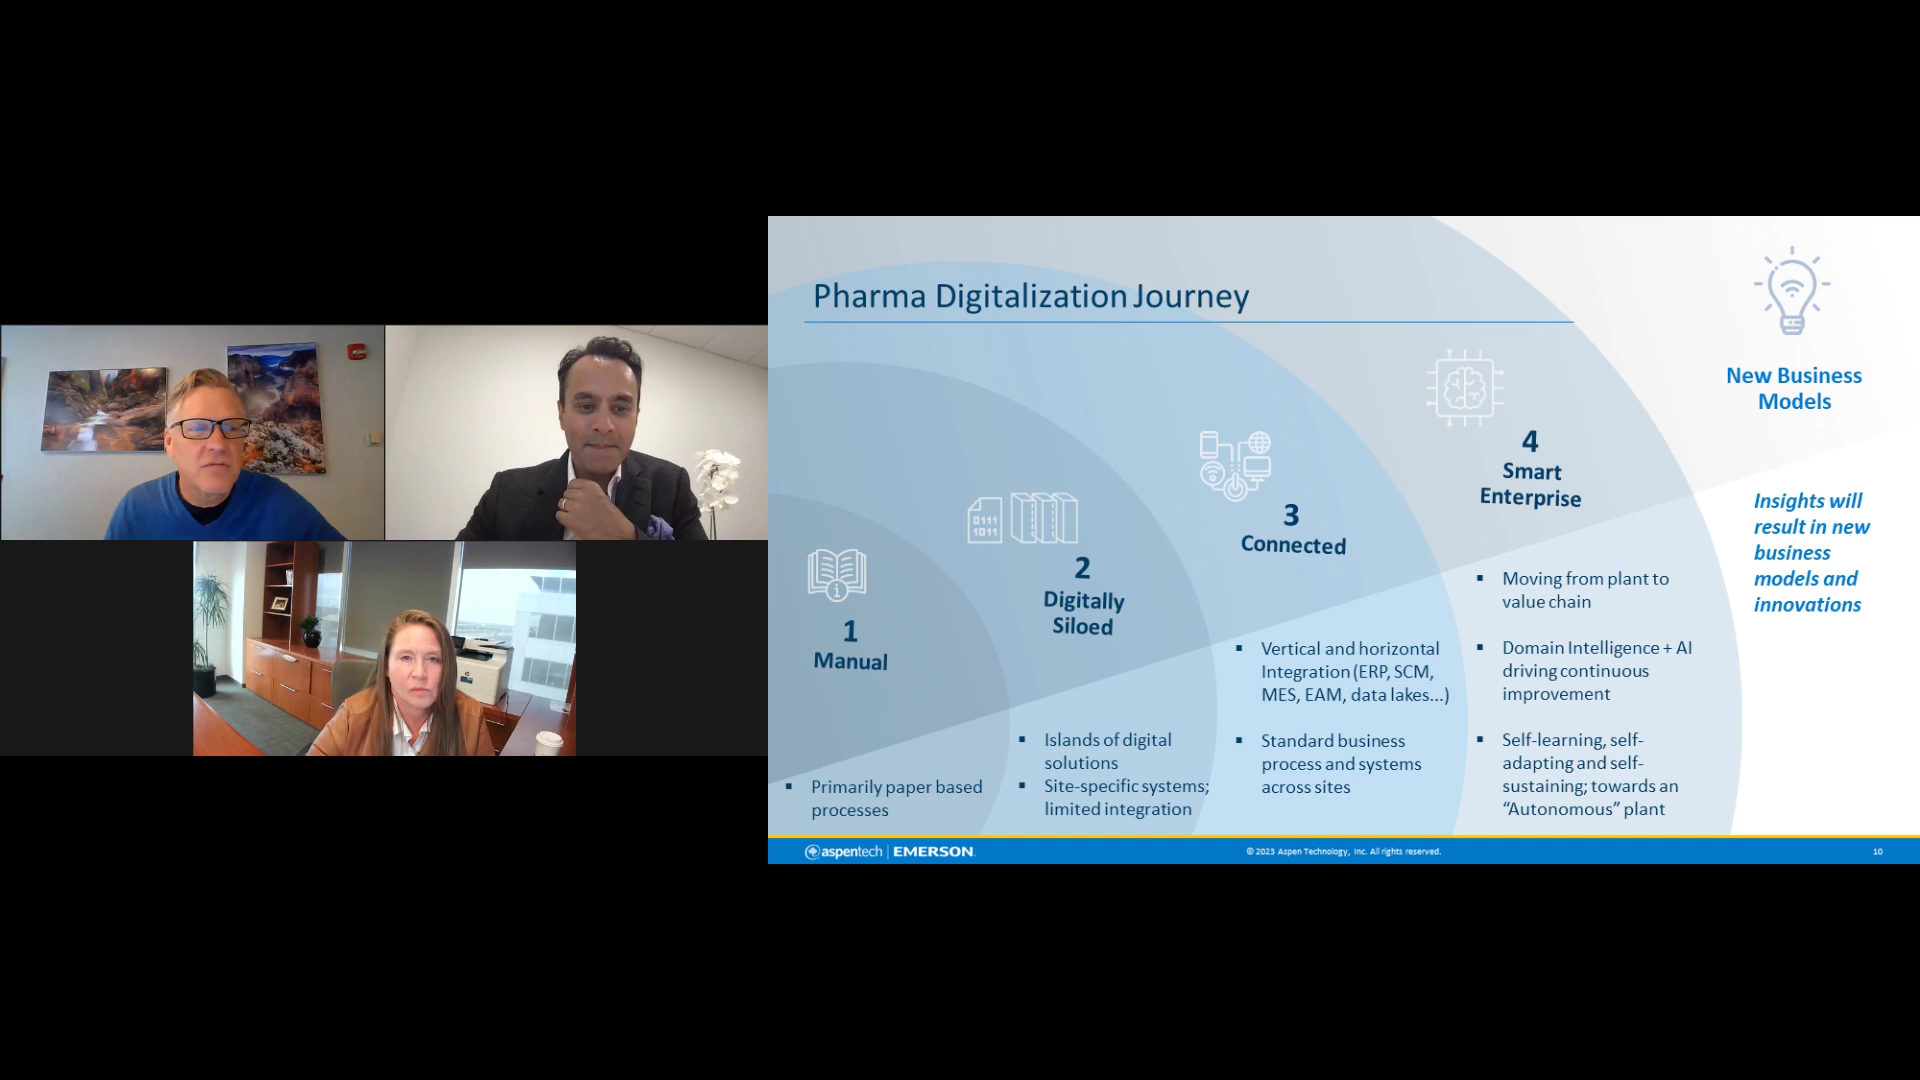 Pharma Digitalization Journey
1
Manual
▪ Primarily paper based
processes
0111
1011
2
Digitally
Siloed
▪ Islands of digital
solutions
▪ Site-specific systems;
limited integration
3
Connected
▪ Vertical and horizontal
Integration (ERP, SCM,
MES, EAM, data lakes...)
▪ Standard business
process and systems
across sites
4
Smart
Enterprise
▪ Moving from plant to
value chain
▪ Domain Intelligence + AI
driving continuous
improvement
▪ Self-learning, self-
adapting and self-
sustaining; towards an
“Autonomous” plant
New Business
Models
Insights will
result in new
business
models and
innovations
aspentech | EMERSON.
© 2023 Aspen Technology, Inc. All rights reserved.
10